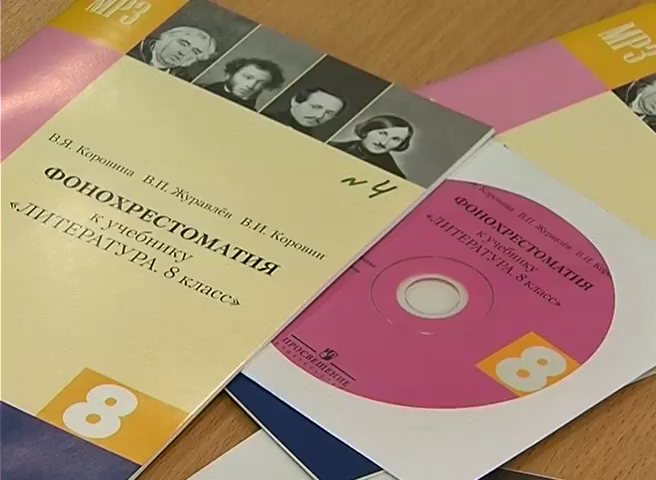 MP3
В.Я. Коровина В.П. Журавлёв В.И. Коровин
ФОНОХРЕСТОМАТИЯ
к учебнику
«ЛИТЕРАТУРА. 8 класс»
№ 4
8
MP3
Коровина В.П. Журавлёв В.И. Кор
ФОНОХРЕСТОМАТИЯ
к учебнику
«ЛИТЕРАТУРА. 8 класс»
ПРОСВЕЩЕНИЕ
8